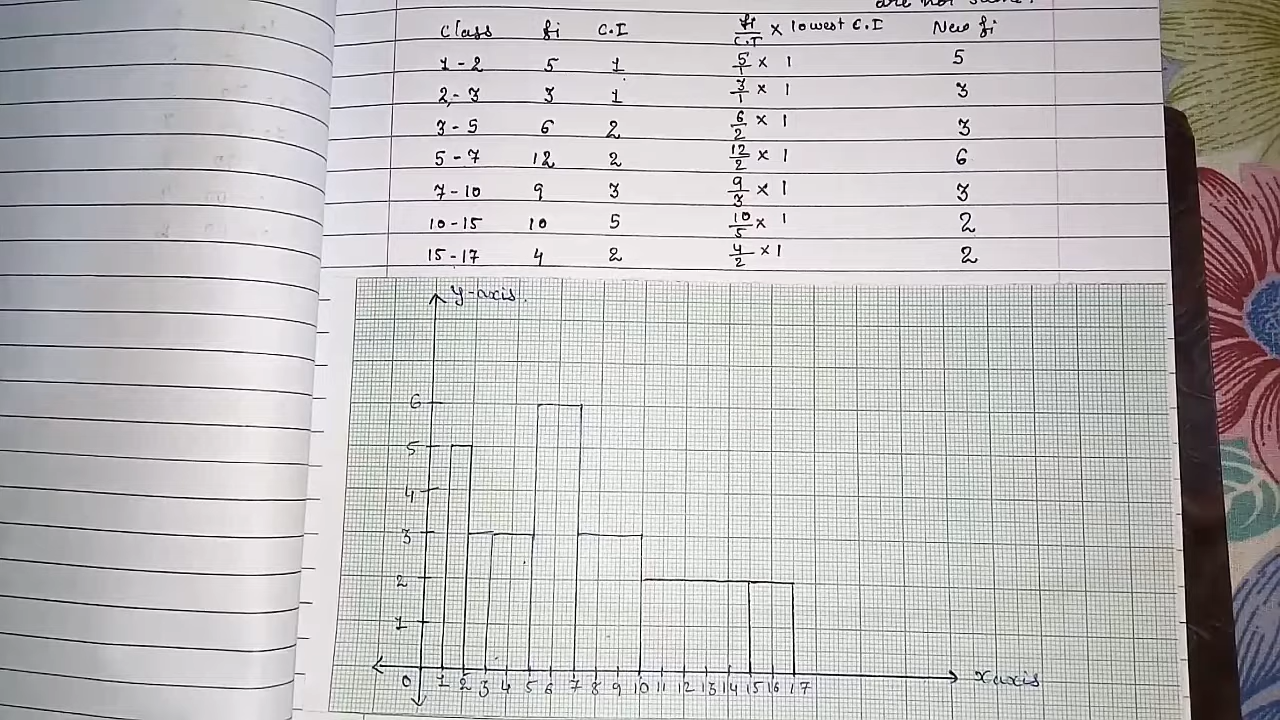 are not same.
Class fi C.I fi/C.I × lowest C.I New fi
1 - 2 5 1 5/1 × 1 5
2 - 3 3 1 3/1 × 1 3
3 - 5 6 2 6/2 × 1 3
5 - 7 12 2 12/2 × 1 6
7 - 10 9 3 9/3 × 1 3
10 - 15 10 5 10/5 × 1 2
15 - 17 4 2 4/2 × 1 2
y-axis.
6
5
4
3
2
1
0 1 2 3 4 5 6 7 8 9 10 11 12 13 14 15 16 17 x axis